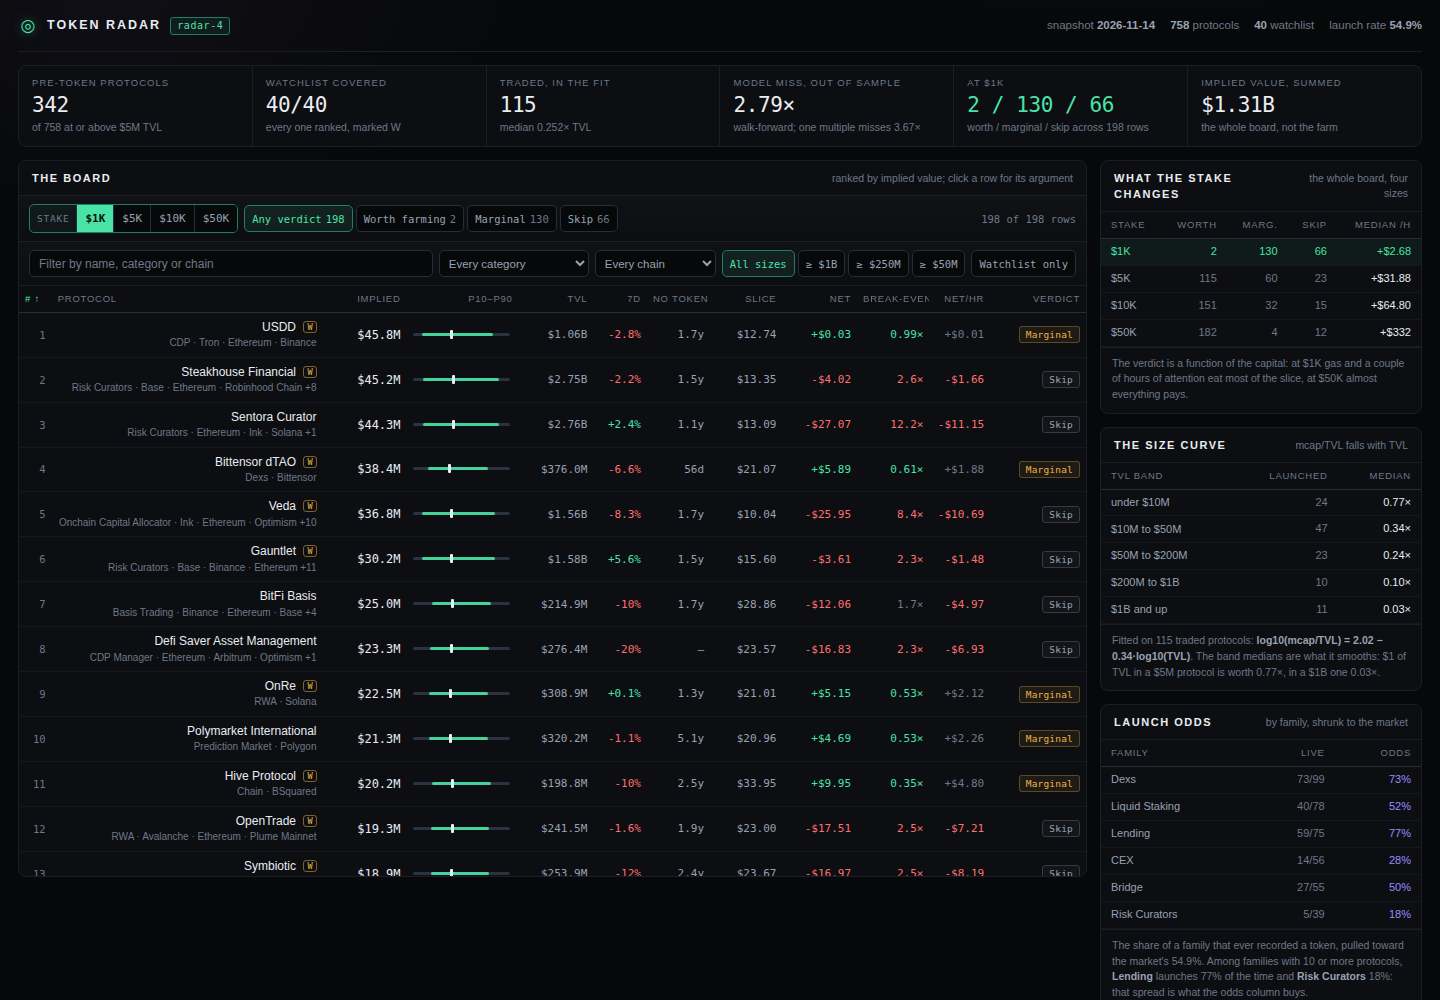 TOKEN RADAR radar-4
snapshot 2026-11-14 758 protocols 40 watchlist launch rate 54.9%
PRE-TOKEN PROTOCOLS
342
of 758 at or above $5M TVL
WATCHLIST COVERED
40/40
every one ranked, marked W
TRADED, IN THE FIT
115
median 0.252× TVL
MODEL MISS, OUT OF SAMPLE
2.79×
walk-forward; one multiple misses 3.67×
AT $1K
2 / 130 / 66
worth / marginal / skip across 198 rows
IMPLIED VALUE, SUMMED
$1.31B
the whole board, not the farm
THE BOARD
ranked by implied value; click a row for its argument
STAKE $1K $5K $10K $50K Any verdict 198 Worth farming 2 Marginal 130 Skip 66 198 of 198 rows
Filter by name, category or chain Every category Every chain All sizes ≥ $1B ≥ $250M ≥ $50M Watchlist only
# ↑ PROTOCOL IMPLIED P10–P90 TVL 7D NO TOKEN SLICE NET BREAK-EVEN NET/HR VERDICT
1 USDD W $45.8M $1.06B -2.8% 1.7y $12.74 +$0.03 0.99× +$0.01 Marginal
CDP · Tron · Ethereum · Binance
2 Steakhouse Financial W $45.2M $2.75B -2.2% 1.5y $13.35 -$4.02 2.6× -$1.66 Skip
Risk Curators · Base · Ethereum · Robinhood Chain +8
3 Sentora Curator $44.3M $2.76B +2.4% 1.1y $13.09 -$27.07 12.2× -$11.15 Skip
Risk Curators · Ethereum · Ink · Solana +1
4 Bittensor dTAO W $38.4M $376.0M -6.6% 56d $21.07 +$5.89 0.61× +$1.88 Marginal
Dexs · Bittensor
5 Veda W $36.8M $1.56B -8.3% 1.7y $10.04 -$25.95 8.4× -$10.69 Skip
Onchain Capital Allocator · Ink · Ethereum · Optimism +10
6 Gauntlet W $30.2M $1.58B +5.6% 1.5y $15.60 -$3.61 2.3× -$1.48 Skip
Risk Curators · Base · Binance · Ethereum +11
7 BitFi Basis $25.0M $214.9M -10% 1.7y $28.86 -$12.06 1.7× -$4.97 Skip
Basis Trading · Binance · Ethereum · Base +4
8 Defi Saver Asset Management $23.3M $276.4M -20% – $23.57 -$16.83 2.3× -$6.93 Skip
CDP Manager · Ethereum · Arbitrum · Optimism +1
9 OnRe W $22.5M $308.9M +0.1% 1.3y $21.01 +$5.15 0.53× +$2.12 Marginal
RWA · Solana
10 Polymarket International $21.3M $320.2M -1.1% 5.1y $20.96 +$4.69 0.53× +$2.26 Marginal
Prediction Market · Polygon
11 Hive Protocol W $20.2M $198.8M -10% 2.5y $33.95 +$9.95 0.35× +$4.80 Marginal
Chain · BSquared
12 OpenTrade W $19.3M $241.5M -1.6% 1.9y $23.00 -$17.51 2.5× -$7.21 Skip
RWA · Avalanche · Ethereum · Plume Mainnet
13 Symbiotic W $18.9M $253.9M -12% 2.4y $23.67 -$16.97 2.5× -$8.19 Skip
WHAT THE STAKE CHANGES
the whole board, four sizes
STAKE WORTH MARG. SKIP MEDIAN /H
$1K 2 130 66 +$2.68
$5K 115 60 23 +$31.88
$10K 151 32 15 +$64.80
$50K 182 4 12 +$332
The verdict is a function of the capital: at $1K gas and a couple
of hours of attention eat most of the slice, at $50K almost
everything pays.
THE SIZE CURVE
mcap/TVL falls with TVL
TVL BAND LAUNCHED MEDIAN
under $10M 24 0.77×
$10M to $50M 47 0.34×
$50M to $200M 23 0.24×
$200M to $1B 10 0.10×
$1B and up 11 0.03×
Fitted on 115 traded protocols: log10(mcap/TVL) = 2.02 −
0.34·log10(TVL). The band medians are what it smooths: $1 of
TVL in a $5M protocol is worth 0.77×, in a $1B one 0.03×.
LAUNCH ODDS
by family, shrunk to the market
FAMILY LIVE ODDS
Dexs 73/99 73%
Liquid Staking 40/78 52%
Lending 59/75 77%
CEX 14/56 28%
Bridge 27/55 50%
Risk Curators 5/39 18%
The share of a family that ever recorded a token, pulled toward
the market's 54.9%. Among families with 10 or more protocols,
Lending launches 77% of the time and Risk Curators 18%:
that spread is what the odds column buys.